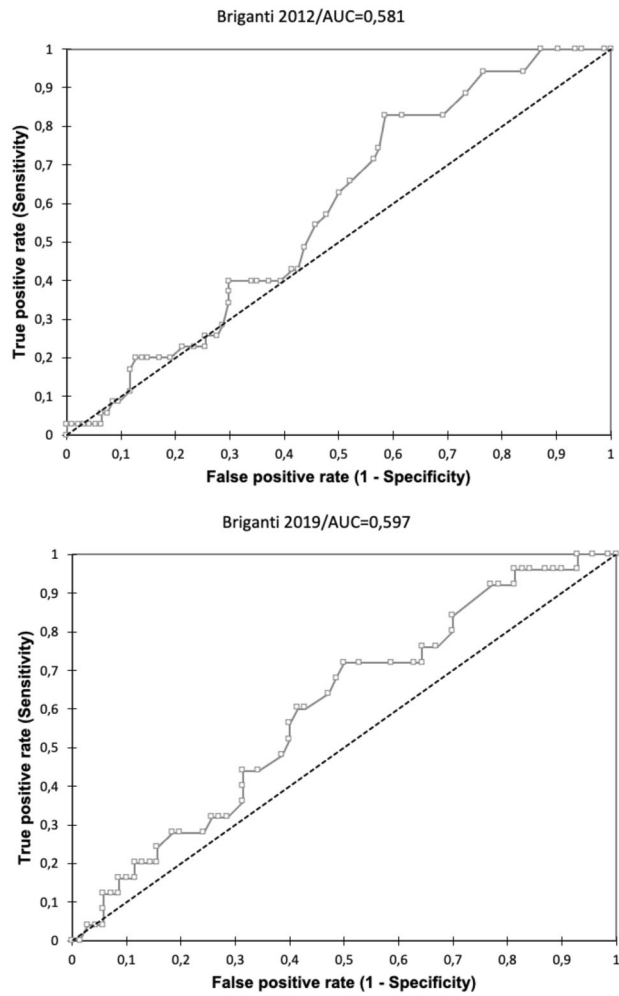 Briganti 2012/AUC=0,581
True positive rate (Sensitivity)
1
0,9
0,8
0,7
0,6
0,5
0,4
0,3
0,2
0,1
0
0 0,1 0,2 0,3 0,4 0,5 0,6 0,7 0,8 0,9 1
False positive rate (1 - Specificity)
Briganti 2019/AUC=0,597
True positive rate (Sensitivity)
1
0,9
0,8
0,7
0,6
0,5
0,4
0,3
0,2
0,1
0
0 0,1 0,2 0,3 0,4 0,5 0,6 0,7 0,8 0,9 1
False positive rate (1 - Specificity)